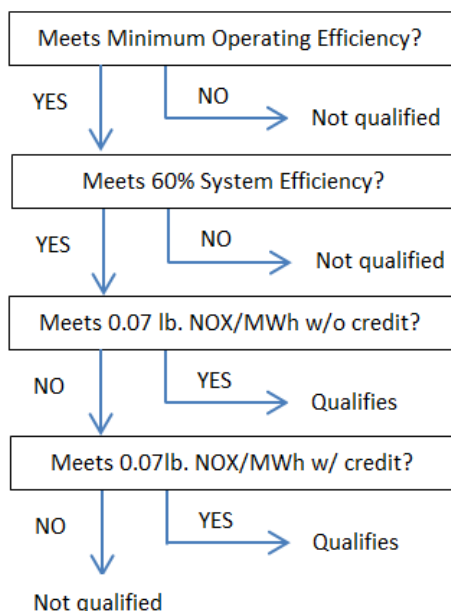 Meets Minimum Operating Efficiency?
YES
NO
Not qualified
Meets 60% System Efficiency?
YES
NO
Not qualified
Meets 0.07 lb. NOX/MWh w/o credit?
NO
YES
Qualifies
Meets 0.07lb. NOX/MWh w/ credit?
NO
YES
Qualifies
Not qualified